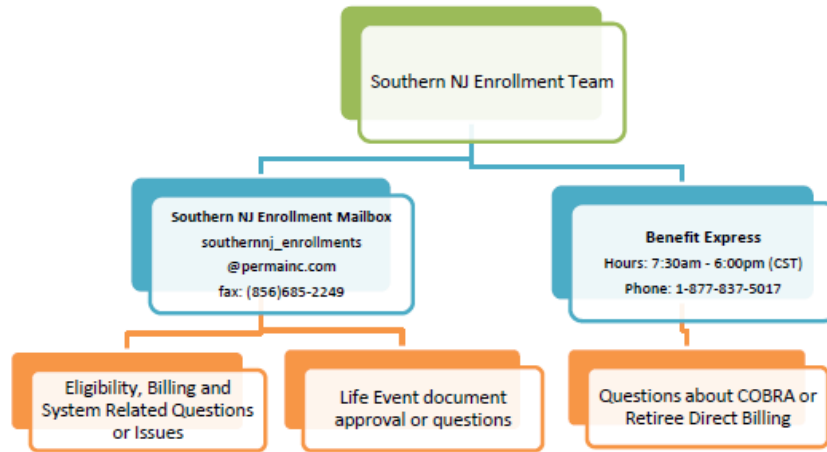 Southern NJ Enrollment Team
Southern NJ Enrollment Mailbox
southernnj_enrollments
@permainc.com
fax: (856)685-2249
Benefit Express
Hours: 7:30am - 6:00pm (CST)
Phone: 1-877-837-5017
Eligibility, Billing and
System Related Questions
or Issues
Life Event document
approval or questions
Questions about COBRA or
Retiree Direct Billing